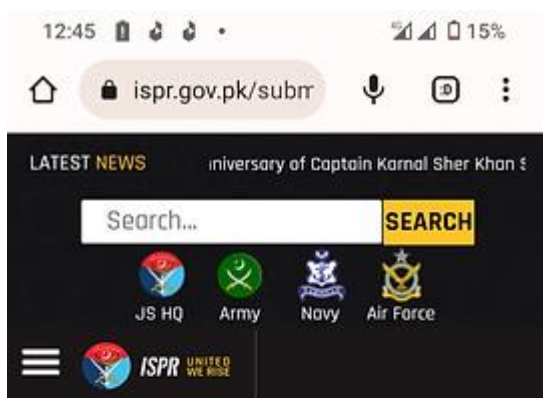 12:45 15%
ispr.gov.pk/subm :D
LATEST NEWS niversary of Captain Karnal Sher Khan S
Search... SEARCH
JS HQ Army Navy Air Force
ISPR UNITED
WE RISE